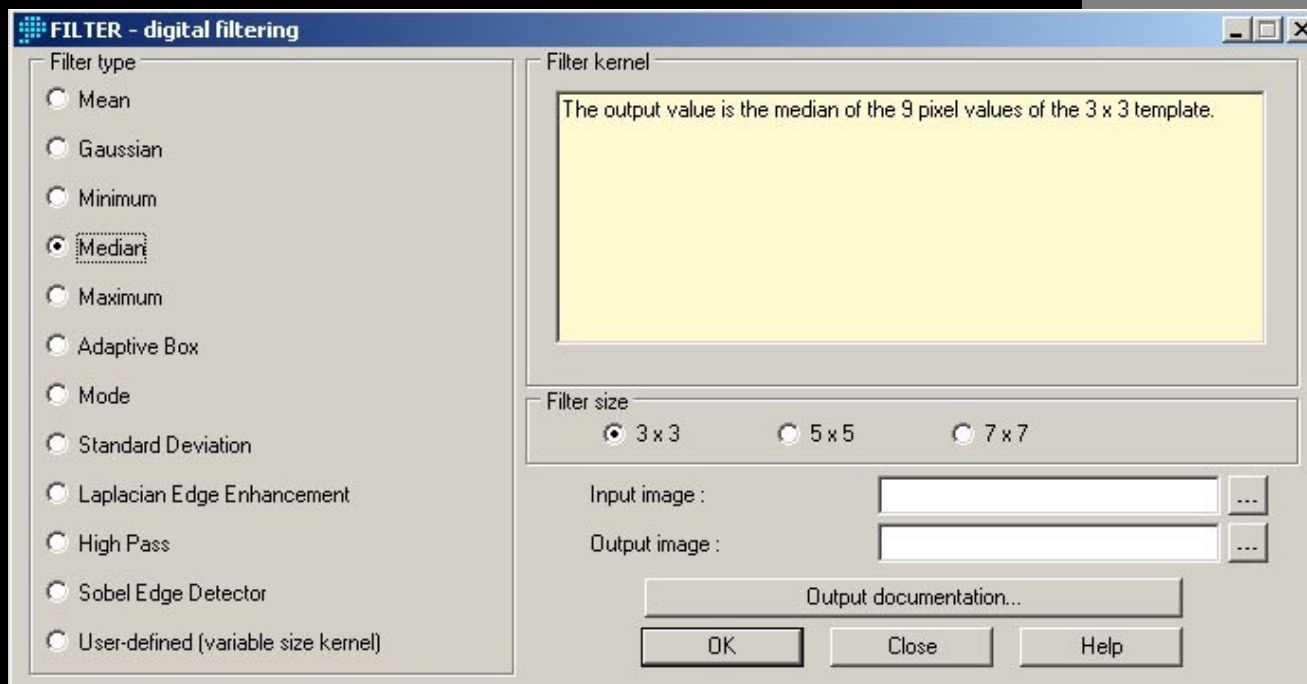 FILTER - digital filtering
Filter type
Mean
Gaussian
Minimum
Median
Maximum
Adaptive Box
Mode
Standard Deviation
Laplacian Edge Enhancement
High Pass
Sobel Edge Detector
User-defined (variable size kernel)
Filter kernel
The output value is the median of the 9 pixel values of the 3 x 3 template.
Filter size
3 x 3 5 x 5 7 x 7
Input image : ...
Output image : ...
Output documentation...
OK Close Help